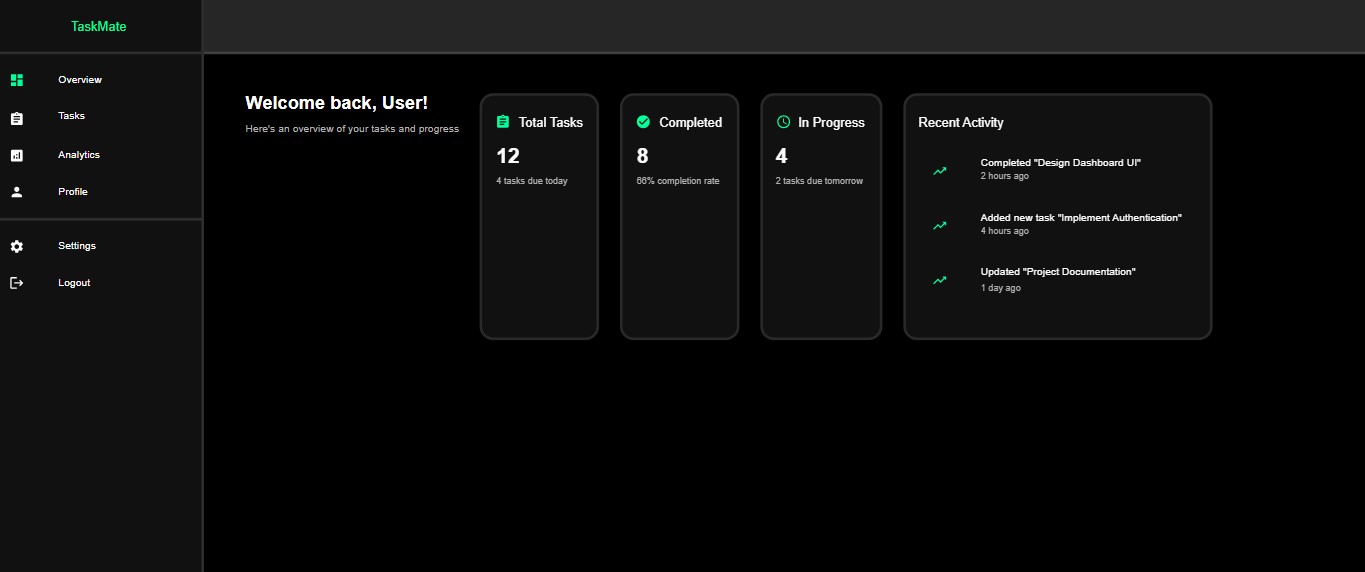 TaskMate
Overview
Tasks
Analytics
Profile
Settings
Logout
Welcome back, User!
Here's an overview of your tasks and progress
Total Tasks
12
4 tasks due today
Completed
8
66% completion rate
In Progress
4
2 tasks due tomorrow
Recent Activity
Completed "Design Dashboard UI"
2 hours ago
Added new task "Implement Authentication"
4 hours ago
Updated "Project Documentation"
1 day ago